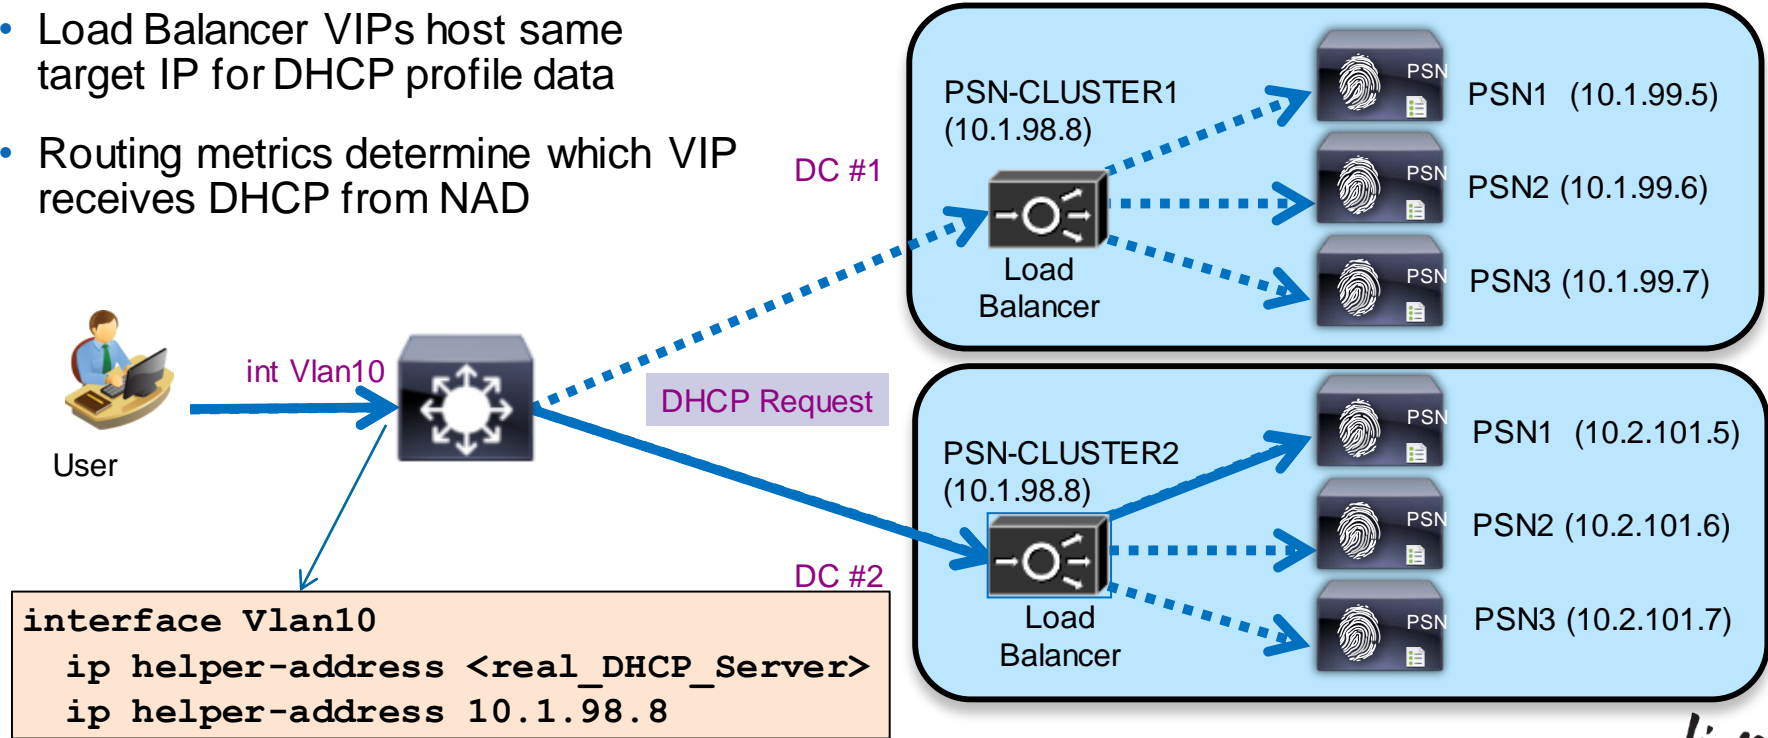 • Load Balancer VIPs host same
target IP for DHCP profile data
• Routing metrics determine which VIP
receives DHCP from NAD
DC #1
PSN-CLUSTER1
(10.1.98.8)
Load
Balancer
PSN
PSN1 (10.1.99.5)
PSN
PSN2 (10.1.99.6)
PSN
PSN3 (10.1.99.7)
int Vlan10
User
DHCP Request
DC #2
PSN-CLUSTER2
(10.1.98.8)
Load
Balancer
PSN
PSN1 (10.2.101.5)
PSN
PSN2 (10.2.101.6)
PSN
PSN3 (10.2.101.7)
interface Vlan10
ip helper-address <real_DHCP_Server>
ip helper-address 10.1.98.8